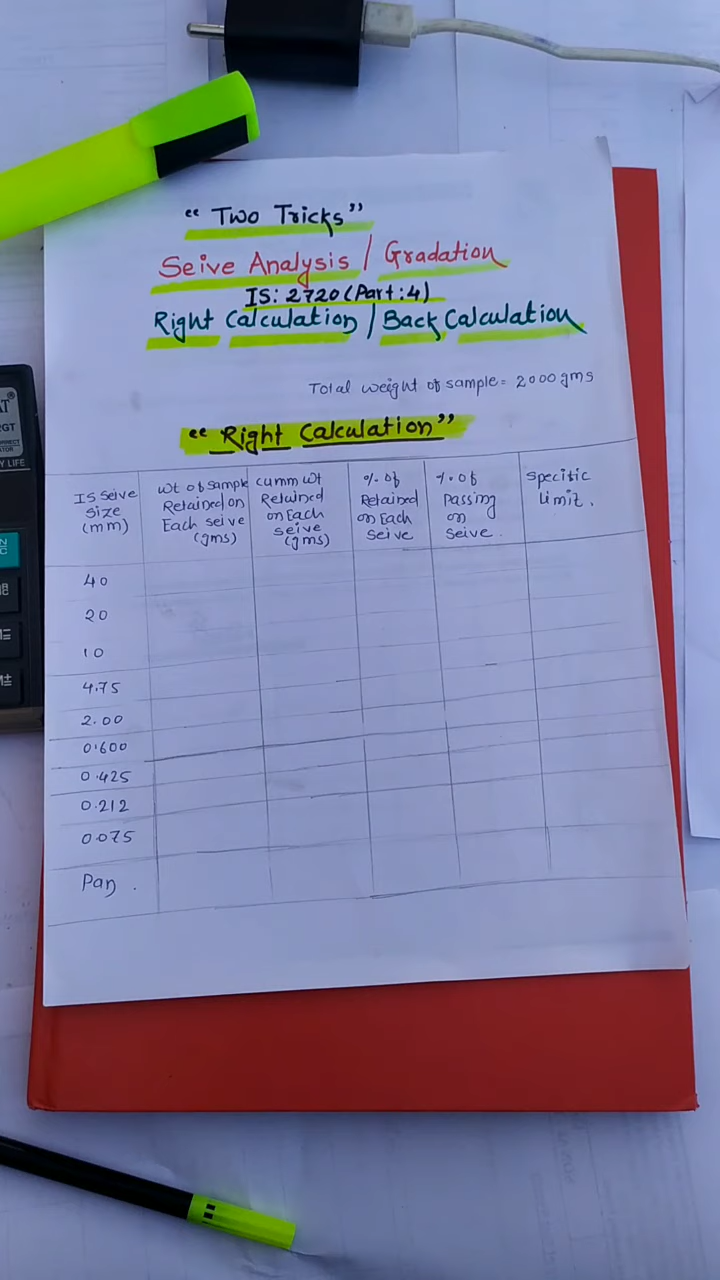 “Two Tricks”
Seive Analysis / Gradation
IS: 2720 (Part:4)
Right Calculation / Back Calculation
Total weight of sample = 2000 gms
“Right Calculation”
IS Seive Size (mm)
wt of sample Retained on Each seive (gms)
cumm wt Retained on Each seive (gms)
% of Retained on Each Seive
% of Passing on Seive.
Specific Limit.
40
20
10
4.75
2.00
0.600
0.425
0.212
0.075
Pan.
AT
RGT
Y LIFE
M=
M±